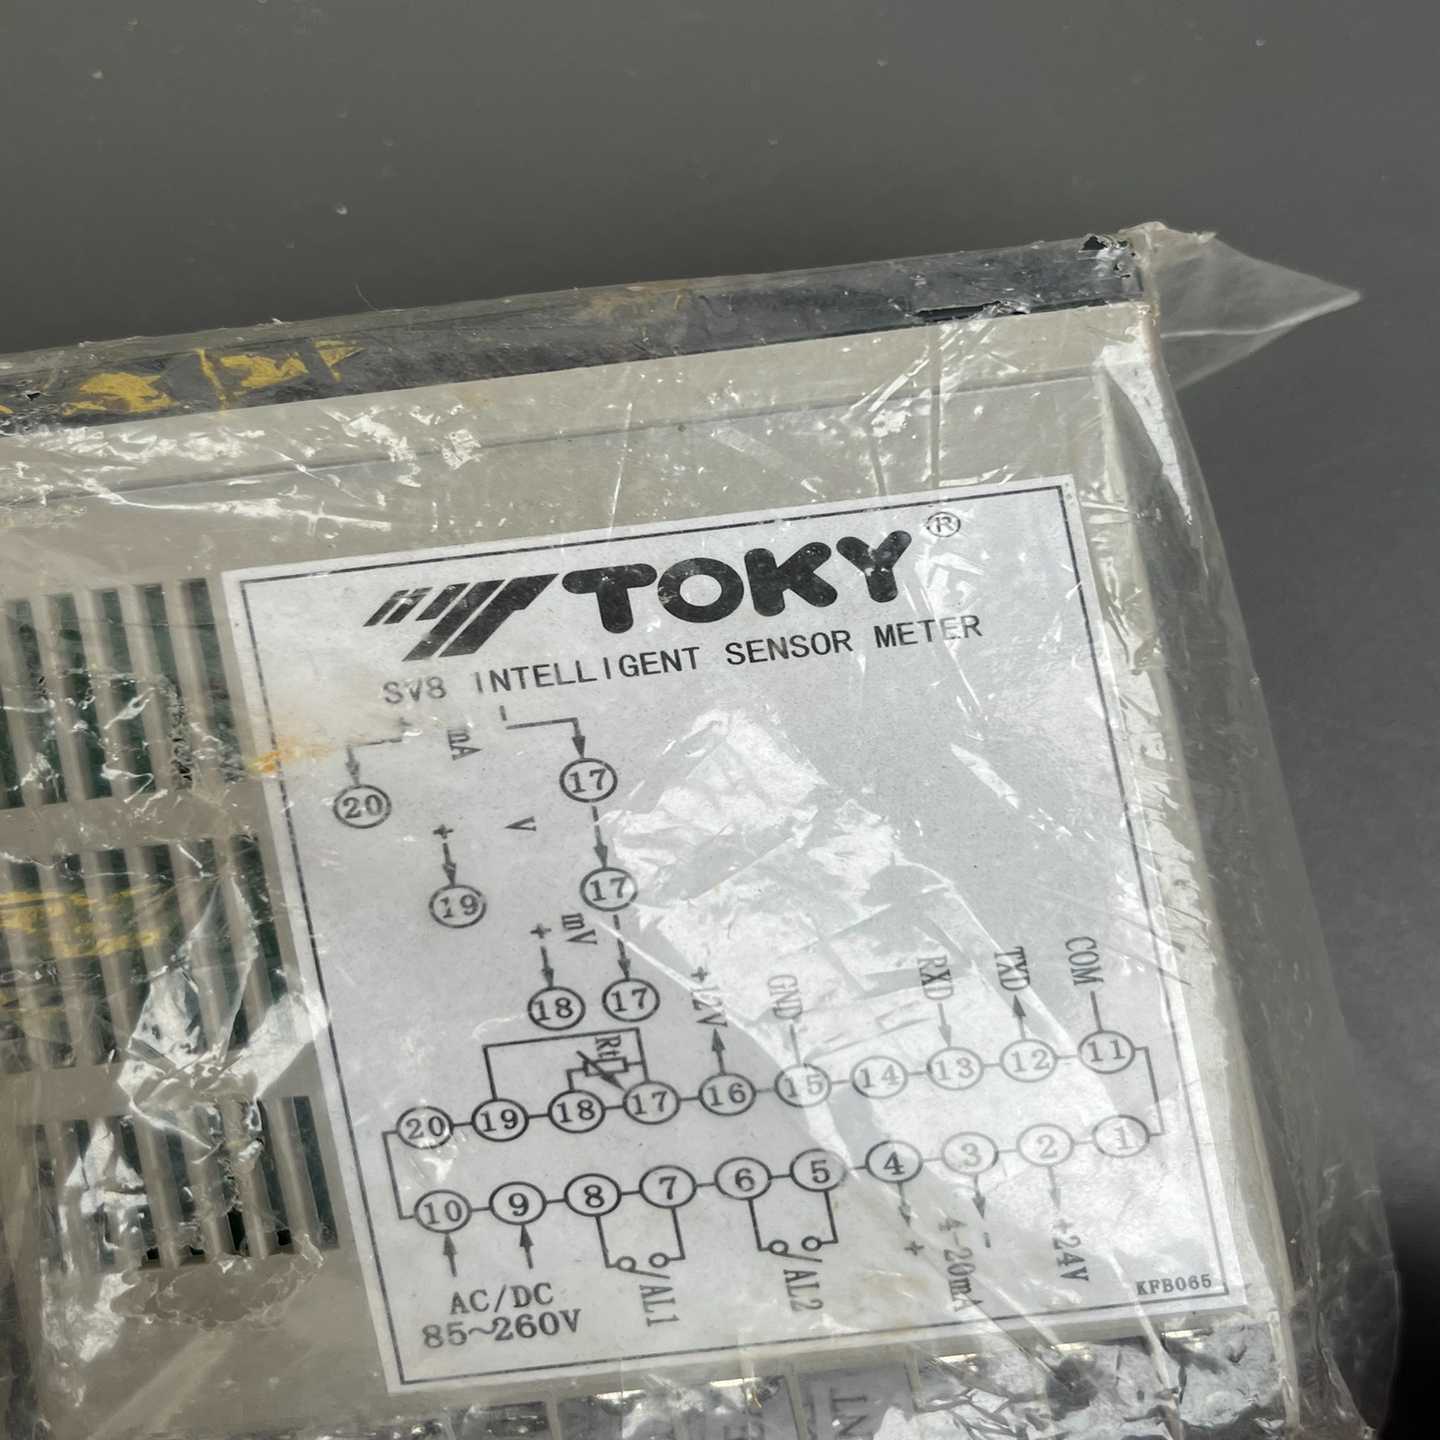 TOKY®
SV8 INTELLIGENT SENSOR METER
mA
17
20
+
V
19
17
+
mV
18
17
+12V
GND
RXD
TXD
COM
Rt
20 19 18 17 16 15 14 13 12 11
10 9 8 7 6 5 4 3 2 1
+
4-20mA
-
+24V
AC/DC
85~260V
AL1
AL2
KFB065